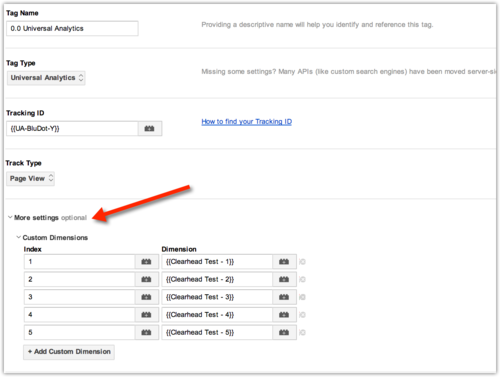 Tag Name
0.0 Universal Analytics
Providing a descriptive name will help you identify and reference this tag.
Tag Type
Universal Analytics
Missing some settings? Many APIs (like custom search engines) have been moved server-sid
Tracking ID
{{UA-BluDot-Y}}
How to find your Tracking ID
Track Type
Page View
More settings optional
Custom Dimensions
Index Dimension
1 {{Clearhead Test - 1}}
2 {{Clearhead Test - 2}}
3 {{Clearhead Test - 3}}
4 {{Clearhead Test - 4}}
5 {{Clearhead Test - 5}}
+ Add Custom Dimension